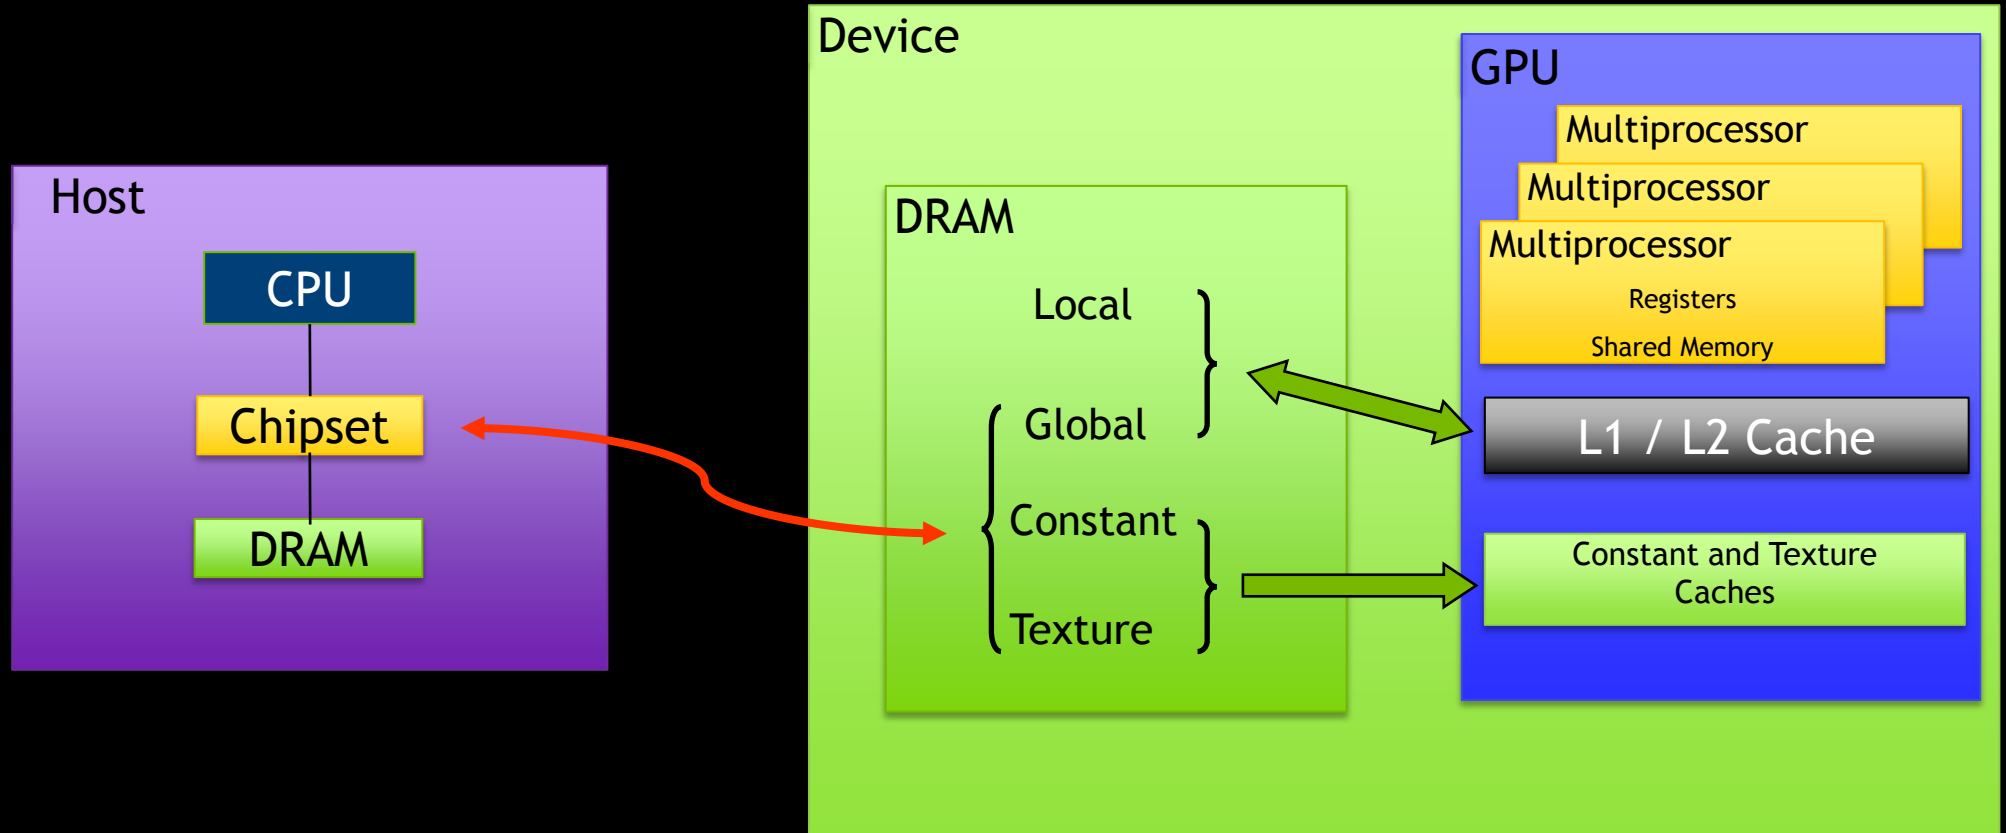 Host
CPU
Chipset
DRAM
Device
DRAM
Local
Global
Constant
Texture
GPU
Multiprocessor
Multiprocessor
Multiprocessor
Registers
Shared Memory
L1 / L2 Cache
Constant and Texture
Caches